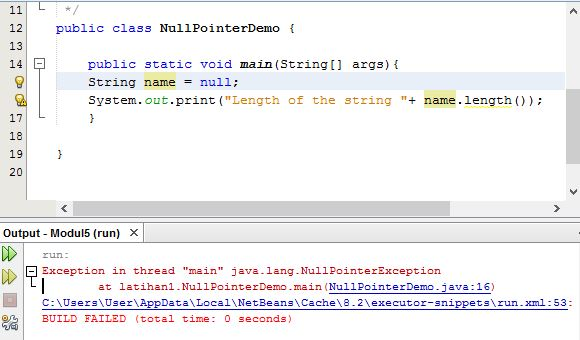 11 */
12 public class NullPointerDemo {
13
14 public static void main(String[] args){
String name = null;
System.out.print("Length of the string "+ name.length());
17 }
18
19 }
20
Output - Modul5 (run) ×
run:
Exception in thread "main" java.lang.NullPointerException
at latihan1.NullPointerDemo.main(NullPointerDemo.java:16)
C:\Users\User\AppData\Local\NetBeans\Cache\8.2\executor-snippets\run.xml:53:
BUILD FAILED (total time: 0 seconds)